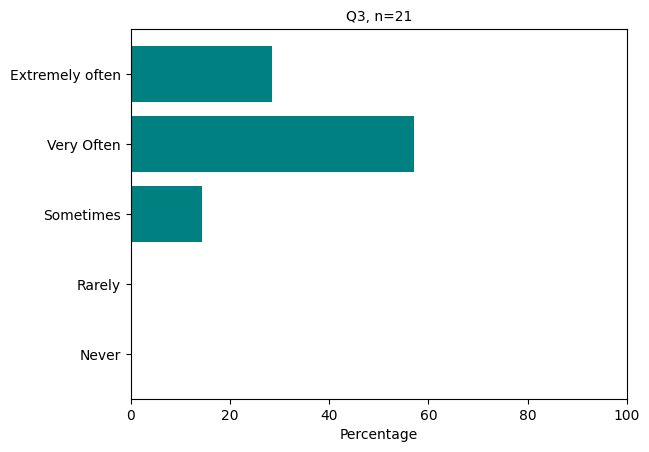 Q3, n=21
Extremely often
Very Often
Sometimes
Rarely
Never
0 20 40 60 80 100
Percentage